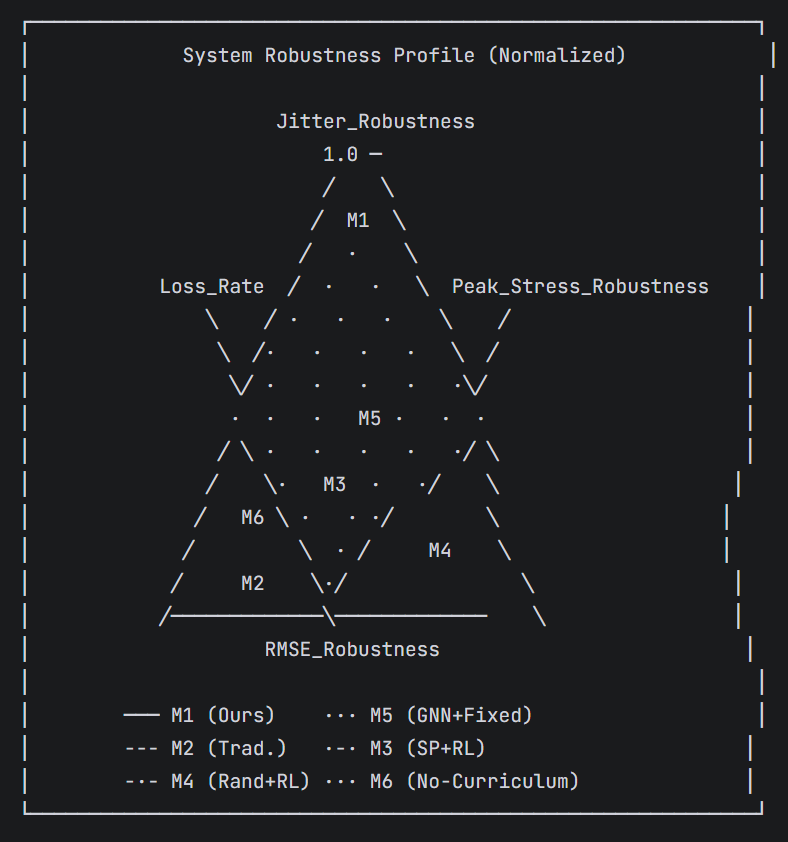 System Robustness Profile (Normalized)
Jitter_Robustness
1.0 —
M1
Loss_Rate Peak_Stress_Robustness
M5
M3
M6
M4
M2
RMSE_Robustness
─── M1 (Ours) ··· M5 (GNN+Fixed)
--- M2 (Trad.) ·-· M3 (SP+RL)
-·- M4 (Rand+RL) ··· M6 (No-Curriculum)